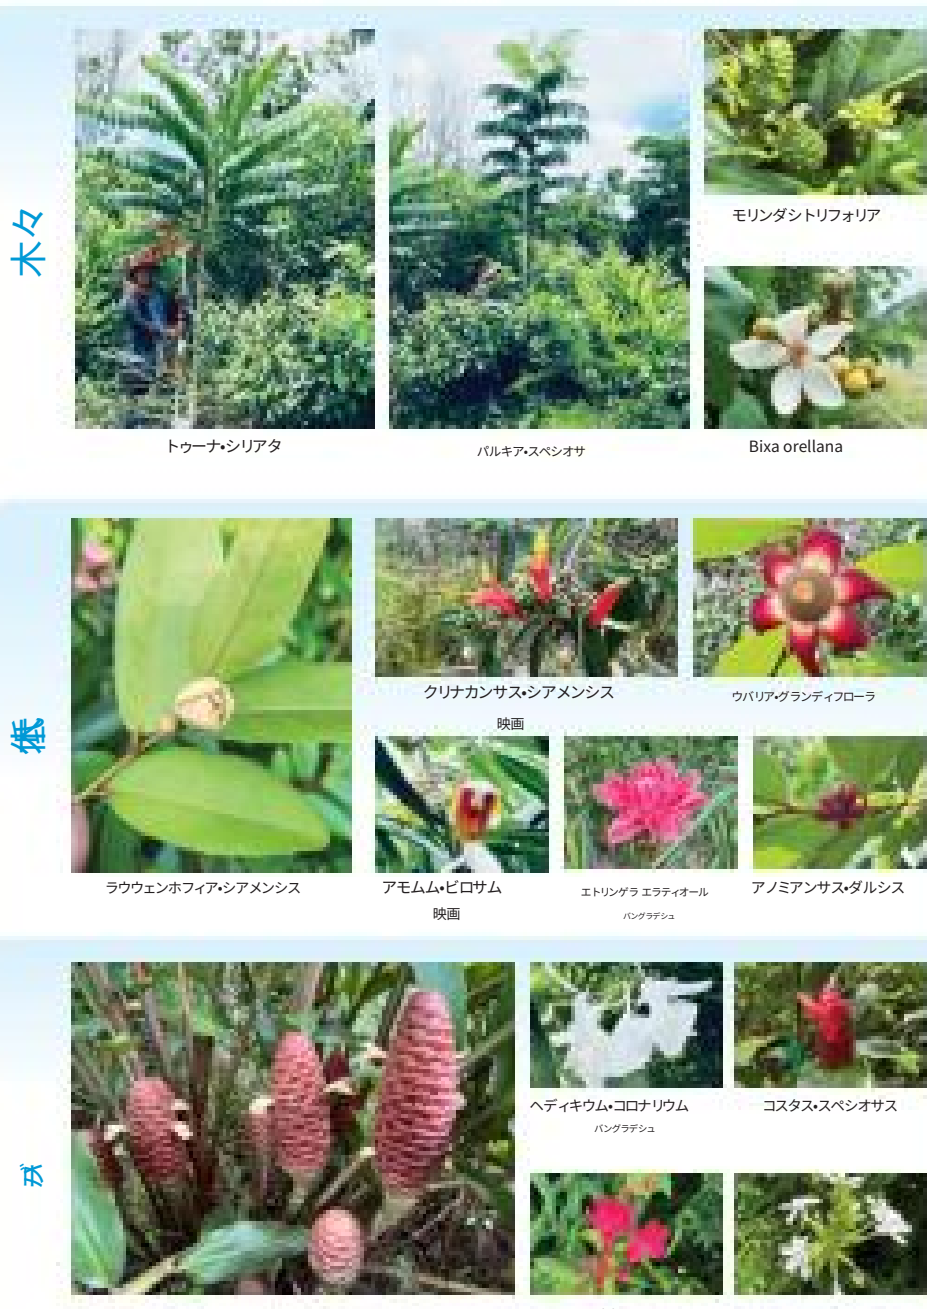 木々
モリンダシトリフォリア
トゥーナ•シリアタ
パルキア•スペシオサ
Bixa orellana
クリナカンサス•シアメンシス
映画
ウバリア•グランディフローラ
ラウウェンホフィア•シアメンシス
アモムム•ビロサム
映画
エトリンゲラ エラティオール
バングラデシュ
アノミアンサス•ダルシス
ヘディキウム•コロナリウム
バングラデシュ
コスタス•スペシオサス